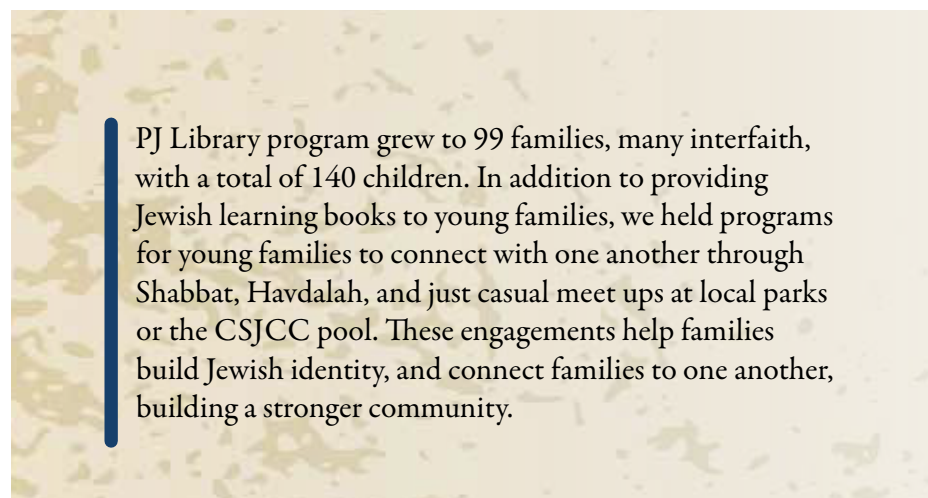 PJ Library program grew to 99 families, many interfaith,
with a total of 140 children. In addition to providing
Jewish learning books to young families, we held programs
for young families to connect with one another through
Shabbat, Havdalah, and just casual meet ups at local parks
or the CSJCC pool. These engagements help families
build Jewish identity, and connect families to one another,
building a stronger community.